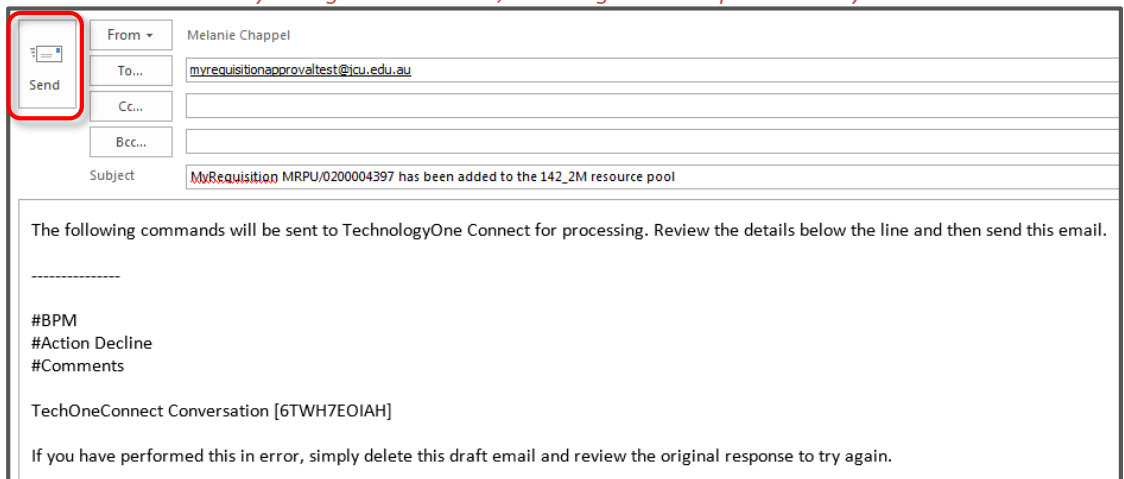 From
Melanie Chappel
To...
myrequisitionapprovaltest@jcu.edu.au
Send
Cc...
Bcc...
Subject
MyRequisition MRPU/0200004397 has been added to the 142_2M resource pool
The following commands will be sent to TechnologyOne Connect for processing. Review the details below the line and then send this email.
---------------
#BPM
#Action Decline
#Comments
TechOneConnect Conversation [6TWH7EOIAH]
If you have performed this in error, simply delete this draft email and review the original response to try again.